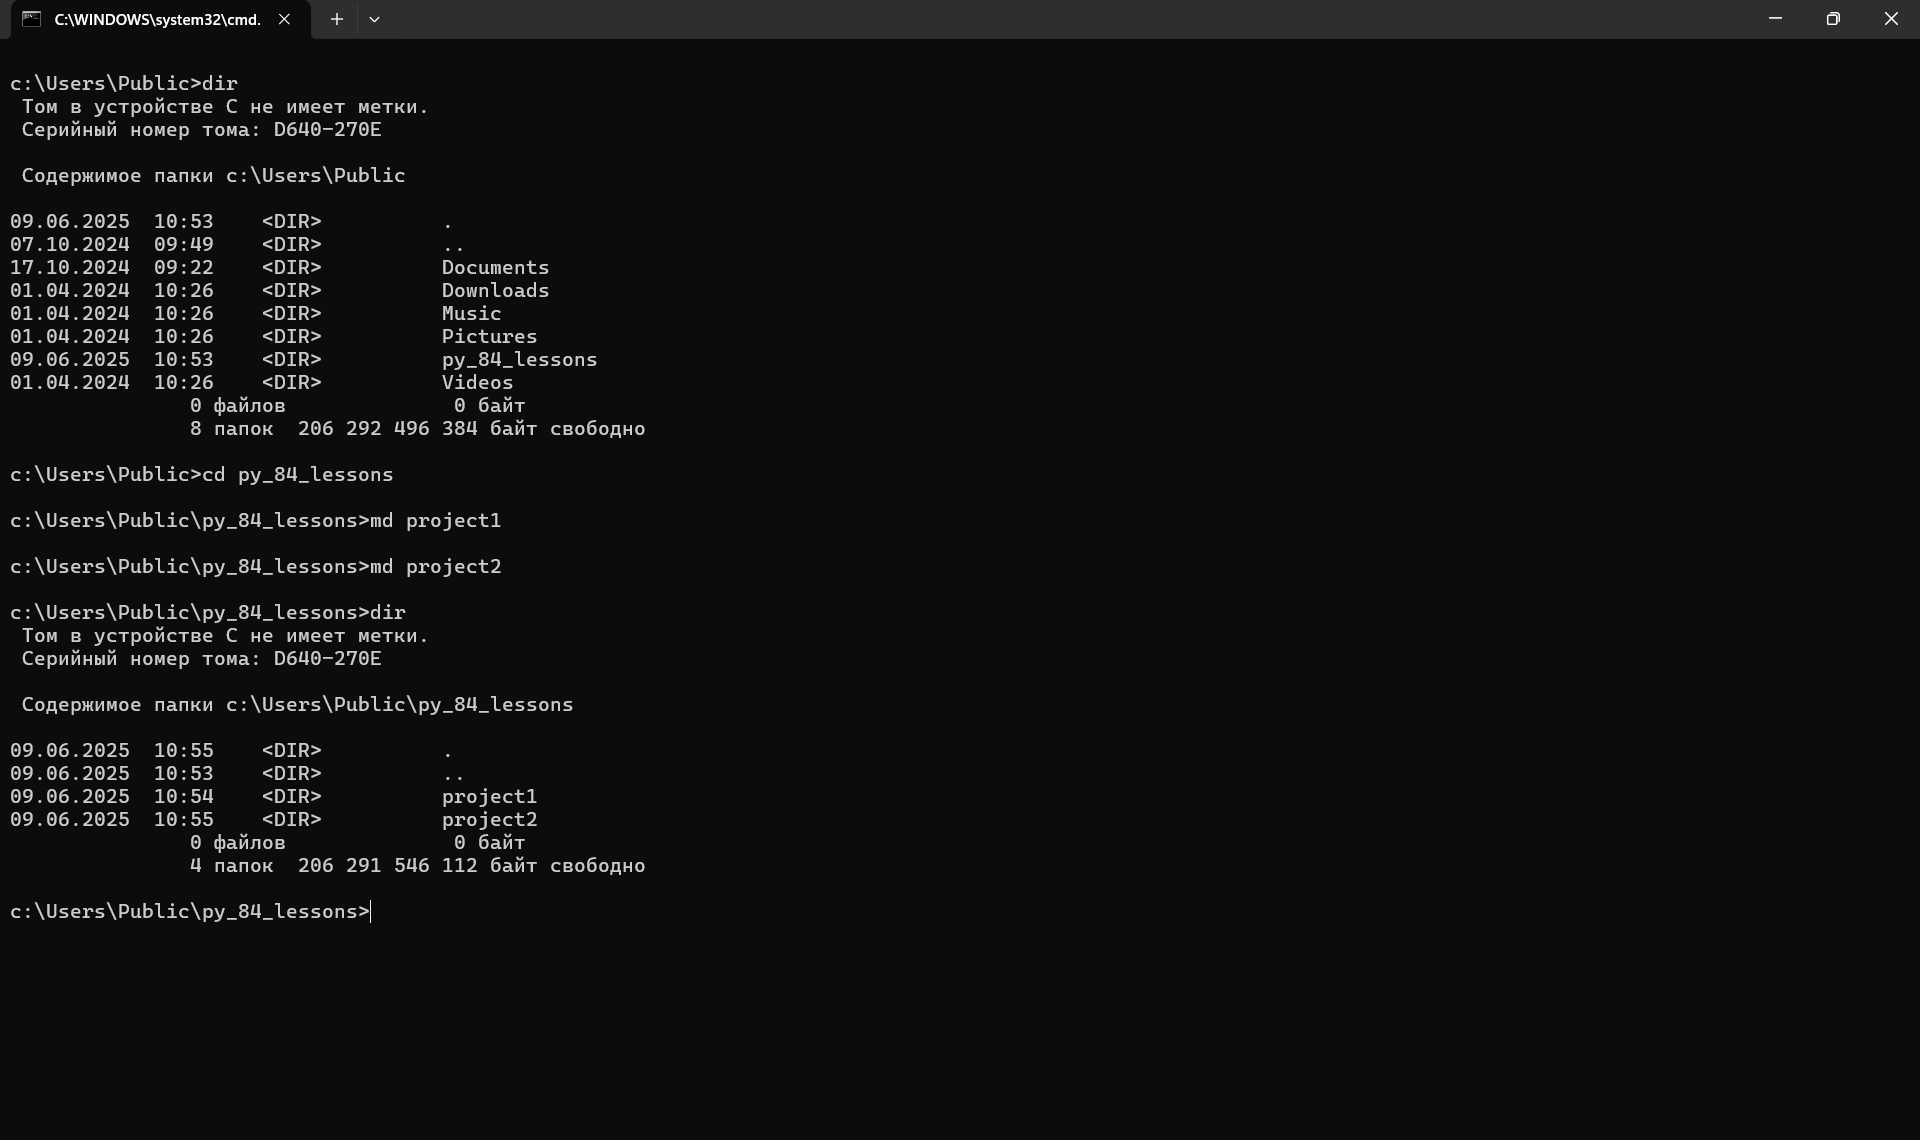 C:\WINDOWS\system32\cmd.
c:\Users\Public>dir
Том в устройстве C не имеет метки.
Серийный номер тома: D640-270E
Содержимое папки c:\Users\Public
09.06.2025  10:53    <DIR>          .
07.10.2024  09:49    <DIR>          ..
17.10.2024  09:22    <DIR>          Documents
01.04.2024  10:26    <DIR>          Downloads
01.04.2024  10:26    <DIR>          Music
01.04.2024  10:26    <DIR>          Pictures
09.06.2025  10:53    <DIR>          py_84_lessons
01.04.2024  10:26    <DIR>          Videos
0 файлов              0 байт
8 папок  206 292 496 384 байт свободно
c:\Users\Public>cd py_84_lessons
c:\Users\Public\py_84_lessons>md project1
c:\Users\Public\py_84_lessons>md project2
c:\Users\Public\py_84_lessons>dir
Том в устройстве C не имеет метки.
Серийный номер тома: D640-270E
Содержимое папки c:\Users\Public\py_84_lessons
09.06.2025  10:55    <DIR>          .
09.06.2025  10:53    <DIR>          ..
09.06.2025  10:54    <DIR>          project1
09.06.2025  10:55    <DIR>          project2
0 файлов              0 байт
4 папок  206 291 546 112 байт свободно
c:\Users\Public\py_84_lessons>